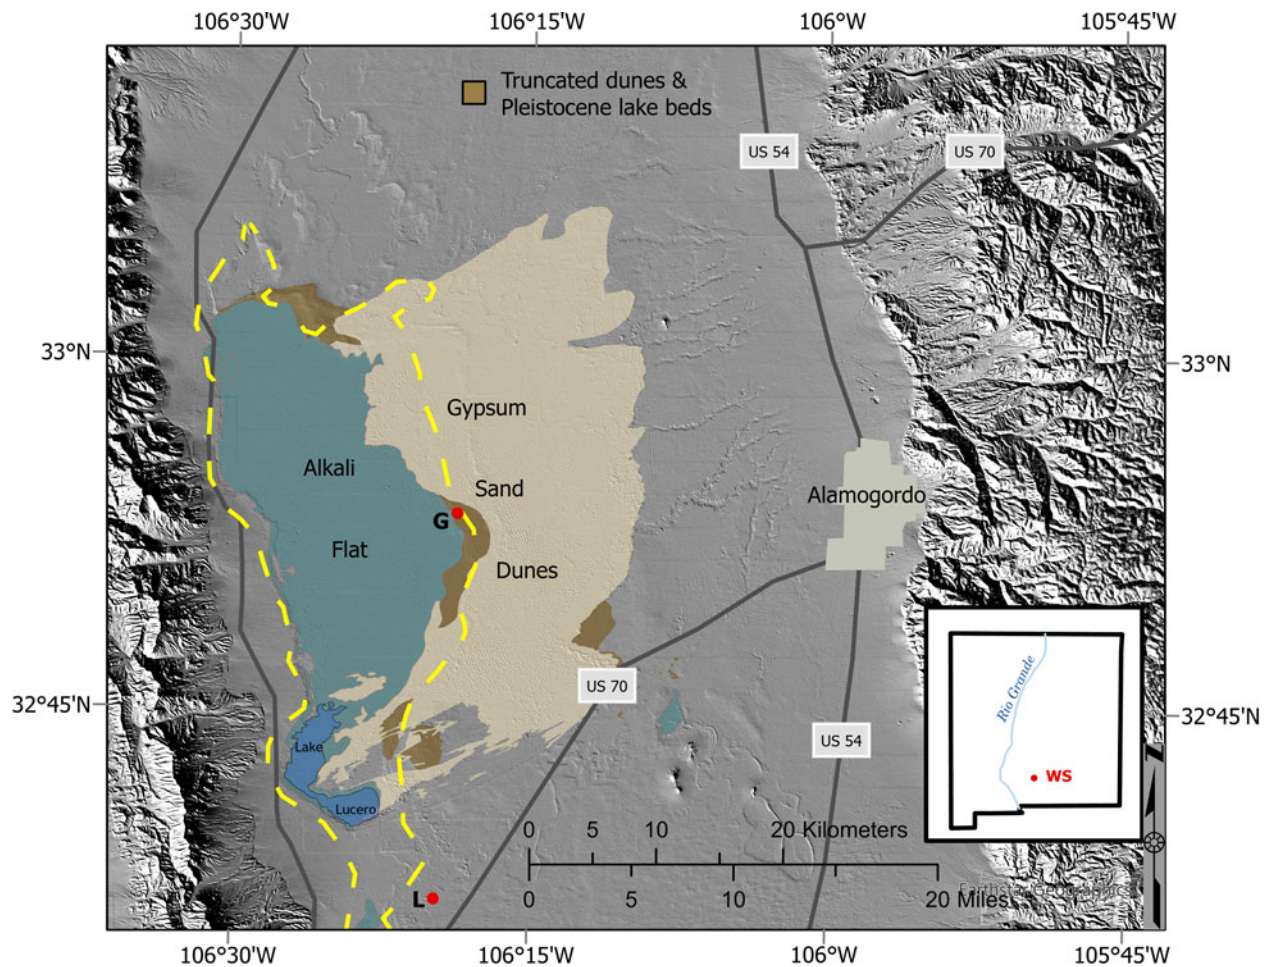 106°30'W
106°15'W
106°W
105°45'W
Truncated dunes &
Pleistocene lake beds
US 54
US 70
33°N
33°N
Gypsum
Alkali
Sand
Alamogordo
G
Flat
Dunes
Rio Grande
US 70
32°45'N
32°45'N
Lake
US 54
WS
Lucero
0 5 10 20 Kilometers
L
0 5 10 20 Miles
Earthstar Geographics
106°30'W
106°15'W
106°W
105°45'W